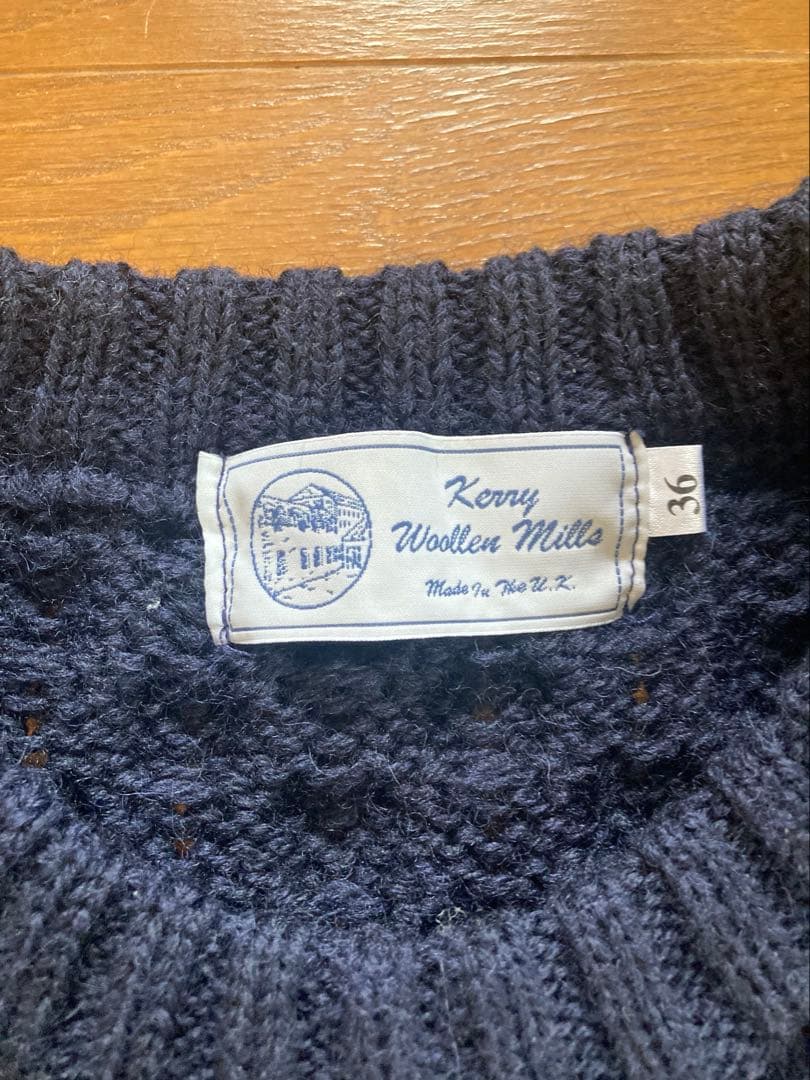 Kerry
Woollen Mills
Made In The U.K.
36